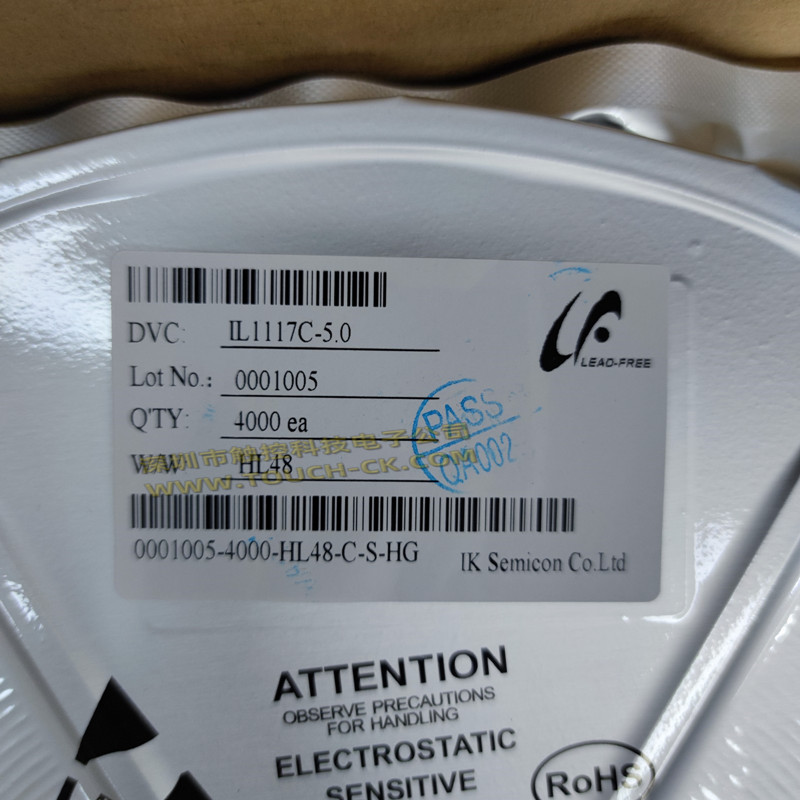 DVC: IL1117C-5.0
LEAD-FREE
Lot No.: 0001005
Q'TY: 4000 ea
PASS
QA002
W/W HL48
深圳市触控科技电子公司
WWW.TOUCH-CK.COM
0001005-4000-HL48-C-S-HG IK Semicon Co.Ltd
ATTENTION
OBSERVE PRECAUTIONS
FOR HANDLING
ELECTROSTATIC
SENSITIVE
RoHS